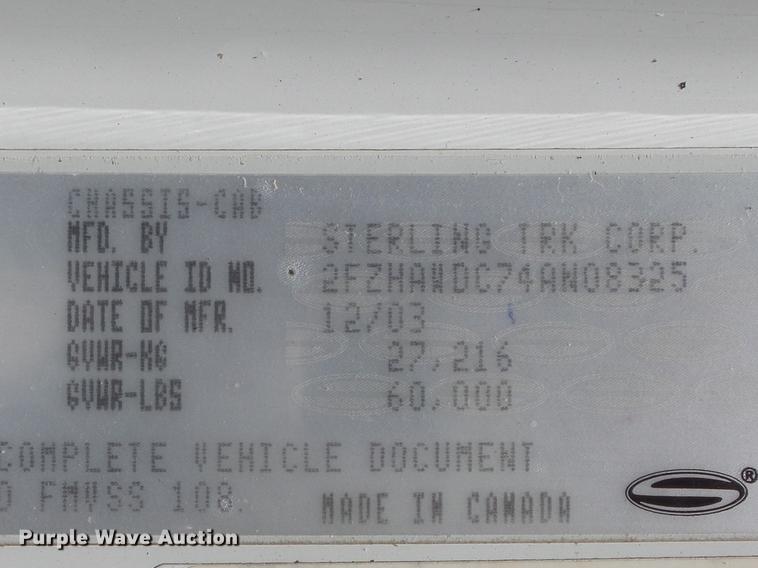 CHASSIS-CAB
MFD. BY STERLING TRK CORP.
VEHICLE ID NO. 2FZHAWDC74AN08325
DATE OF MFR. 12/03
GVWR-KG 27,216
GVWR-LBS 60,000
COMPLETE VEHICLE DOCUMENT
O FMVSS 108.
MADE IN CANADA
®
Purple Wave Auction